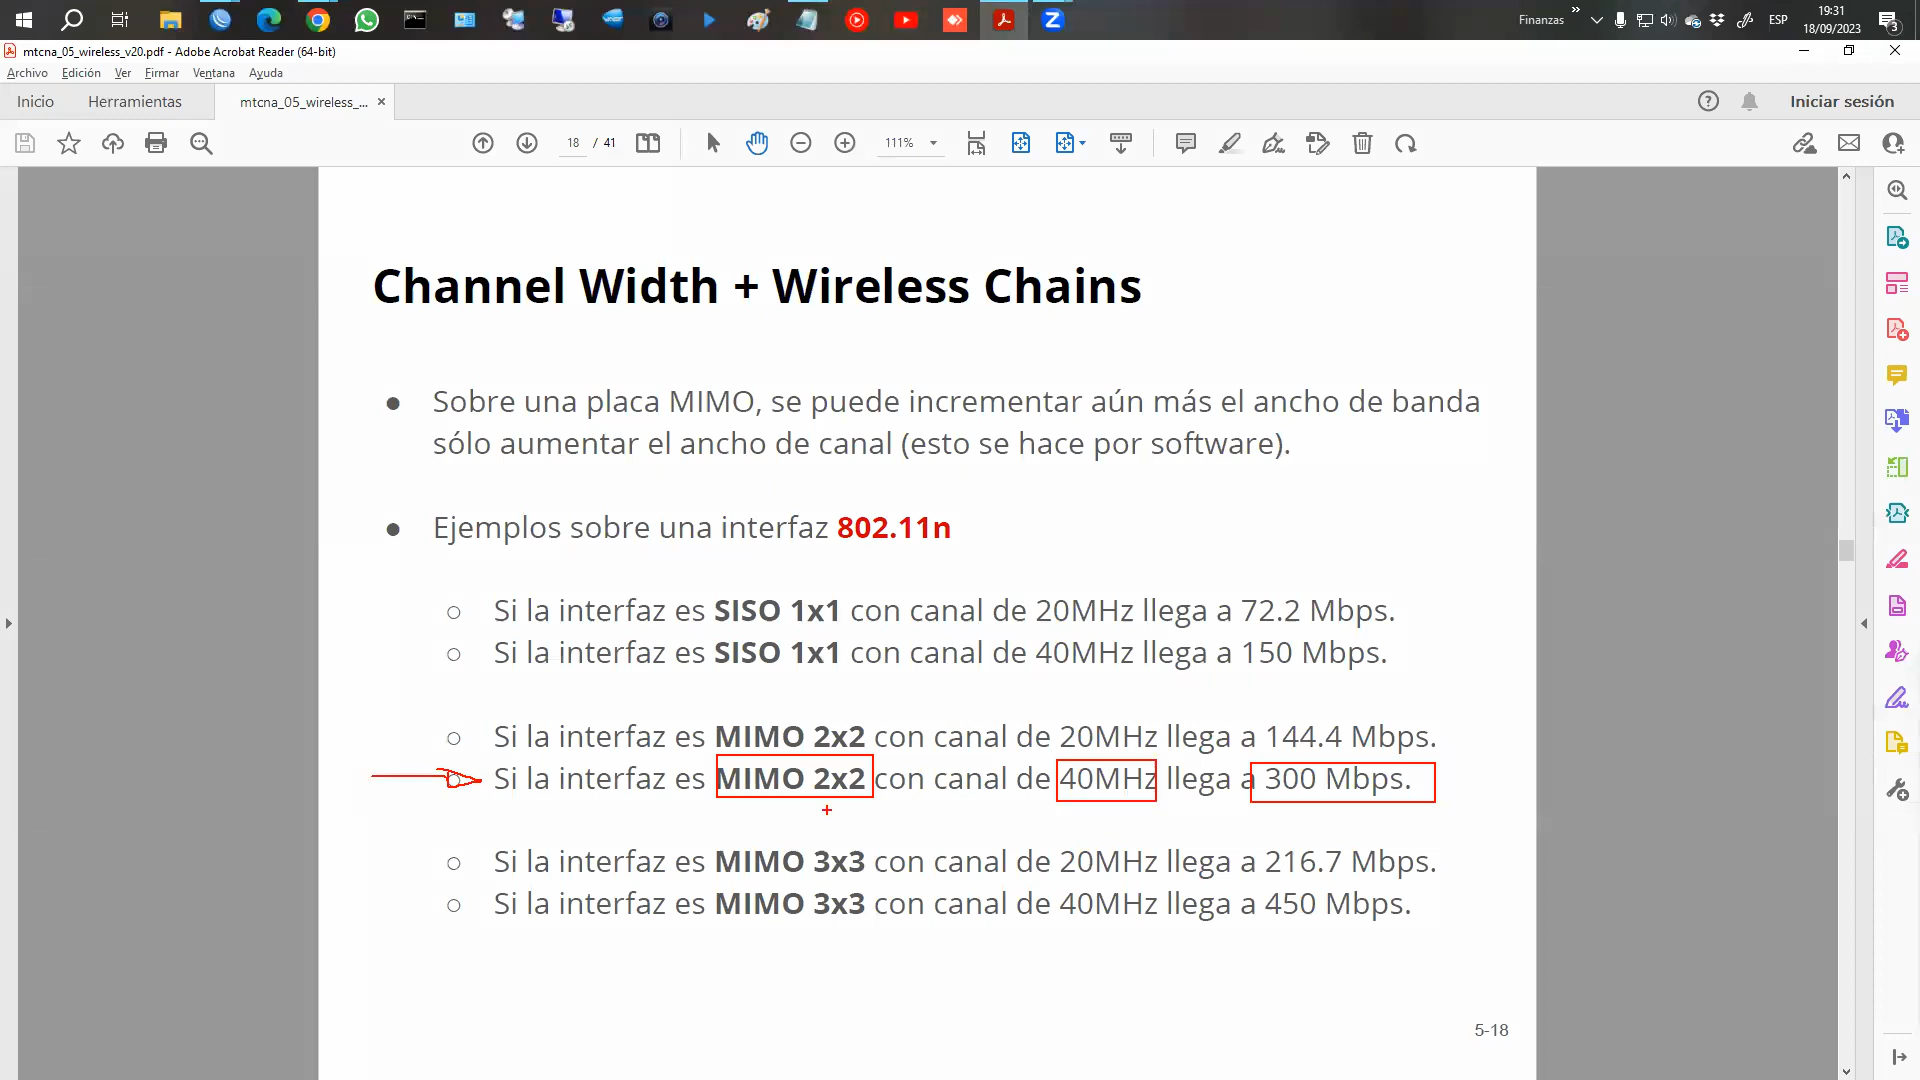 Finanzas
»
ESP
19:31
18/09/2023
3
mtcna_05_wireless_v20.pdf - Adobe Acrobat Reader (64-bit)
Archivo Edición Ver Firmar Ventana Ayuda
Inicio Herramientas mtcna_05_wireless_... × Iniciar sesión
18 / 41 111%
Channel Width + Wireless Chains
● Sobre una placa MIMO, se puede incrementar aún más el ancho de banda
sólo aumentar el ancho de canal (esto se hace por software).
● Ejemplos sobre una interfaz 802.11n
○ Si la interfaz es SISO 1x1 con canal de 20MHz llega a 72.2 Mbps.
○ Si la interfaz es SISO 1x1 con canal de 40MHz llega a 150 Mbps.
○ Si la interfaz es MIMO 2x2 con canal de 20MHz llega a 144.4 Mbps.
○ Si la interfaz es MIMO 2x2 con canal de 40MHz llega a 300 Mbps.
○ Si la interfaz es MIMO 3x3 con canal de 20MHz llega a 216.7 Mbps.
○ Si la interfaz es MIMO 3x3 con canal de 40MHz llega a 450 Mbps.
5-18